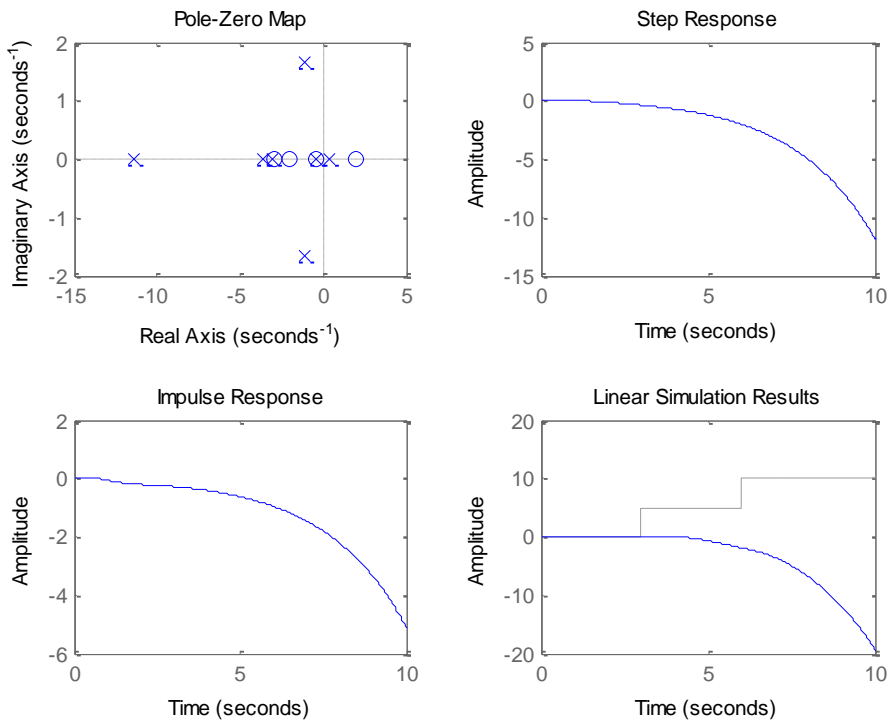 Pole-Zero Map
2
1
0
-1
-2
-15
-10
-5
0
5
Imaginary Axis (seconds-1)
Real Axis (seconds-1)
Step Response
5
0
-5
-10
-15
0
5
10
Amplitude
Time (seconds)
Impulse Response
2
0
-2
-4
-6
0
5
10
Amplitude
Time (seconds)
Linear Simulation Results
20
10
0
-10
-20
0
5
10
Amplitude
Time (seconds)